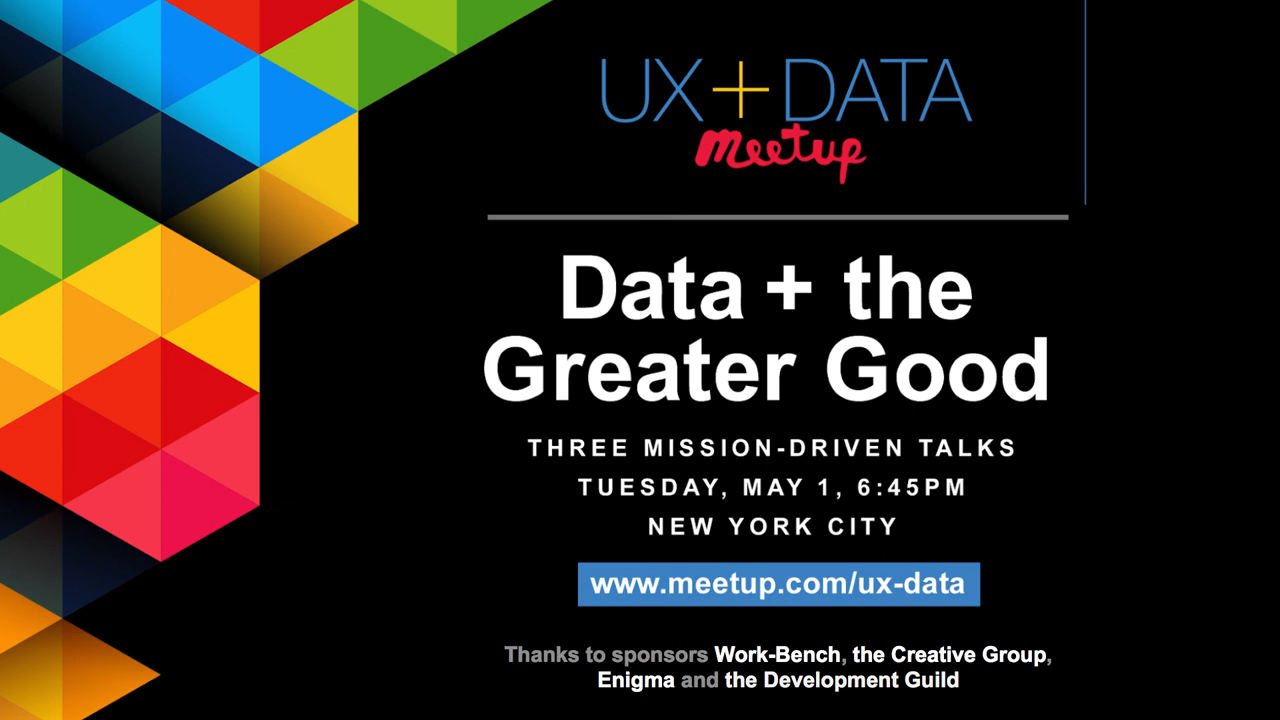 UX+DATA
Meetup
Data + the
Greater Good
THREE MISSION-DRIVEN TALKS
TUESDAY, MAY 1, 6:45PM
NEW YORK CITY
www.meetup.com/ux-data
Thanks to sponsors Work-Bench, the Creative Group,
Enigma and the Development Guild